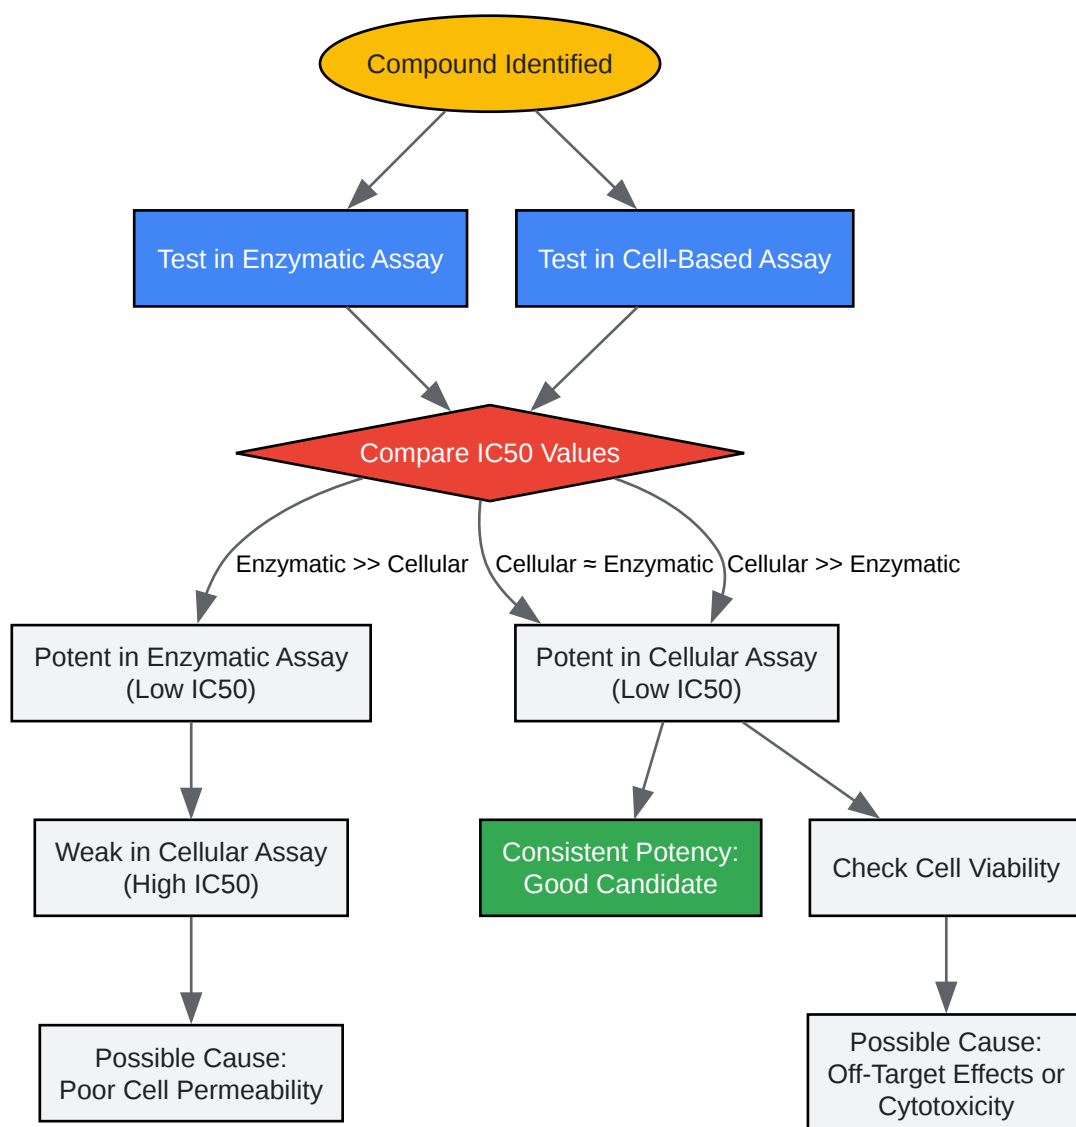 Compound Identified
Test in Enzymatic Assay
Test in Cell-Based Assay
Compare IC50 Values
Enzymatic >> Cellular
Cellular ≈ Enzymatic
Cellular >> Enzymatic
Potent in Enzymatic Assay
(Low IC50)
Potent in Cellular Assay
(Low IC50)
Weak in Cellular Assay
(High IC50)
Consistent Potency:
Good Candidate
Check Cell Viability
Possible Cause:
Poor Cell Permeability
Possible Cause:
Off-Target Effects or
Cytotoxicity